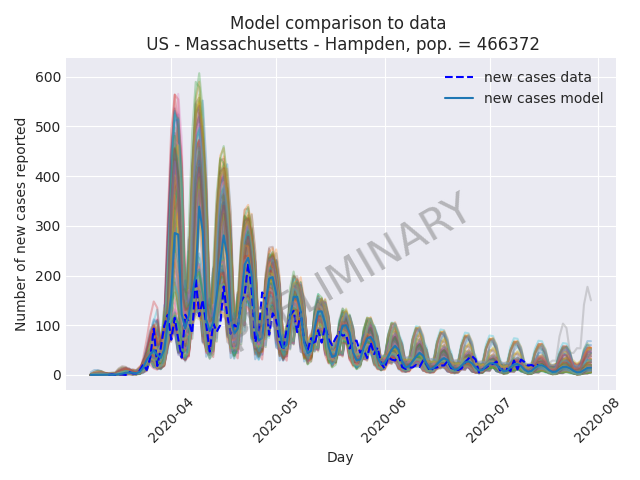 Model comparison to data
US - Massachusetts - Hampden, pop. = 466372
new cases data
new cases model
Number of new cases reported
600
500
400
300
200
100
0
2020-04
2020-05
2020-06
2020-07
2020-08
Day